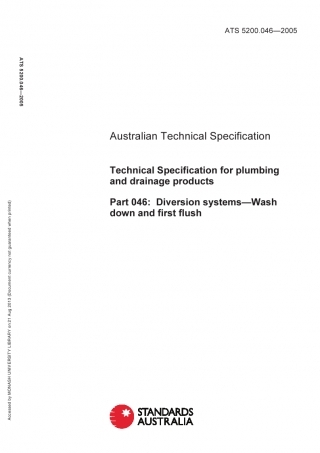 ATS 5200.046—2005
ATS 5200.046—2005
Australian Technical Specification
Technical Specification for plumbing
and drainage products
Part 046: Diversion systems—Wash
down and first flush
Accessed by MONASH UNIVERSITY LIBRARY on 21 Aug 2013 (Document currency not guaranteed when printed)
STANDARDS
AUSTRALIA